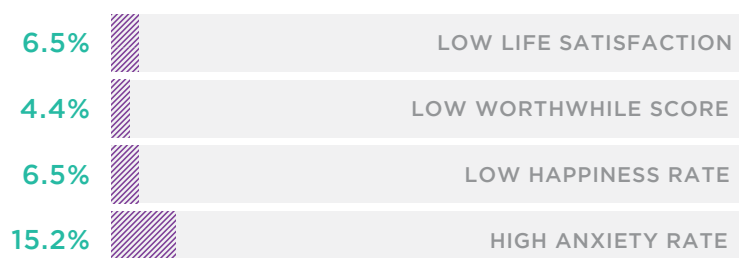 6.5% LOW LIFE SATISFACTION
4.4% LOW WORTHWHILE SCORE
6.5% LOW HAPPINESS RATE
15.2% HIGH ANXIETY RATE